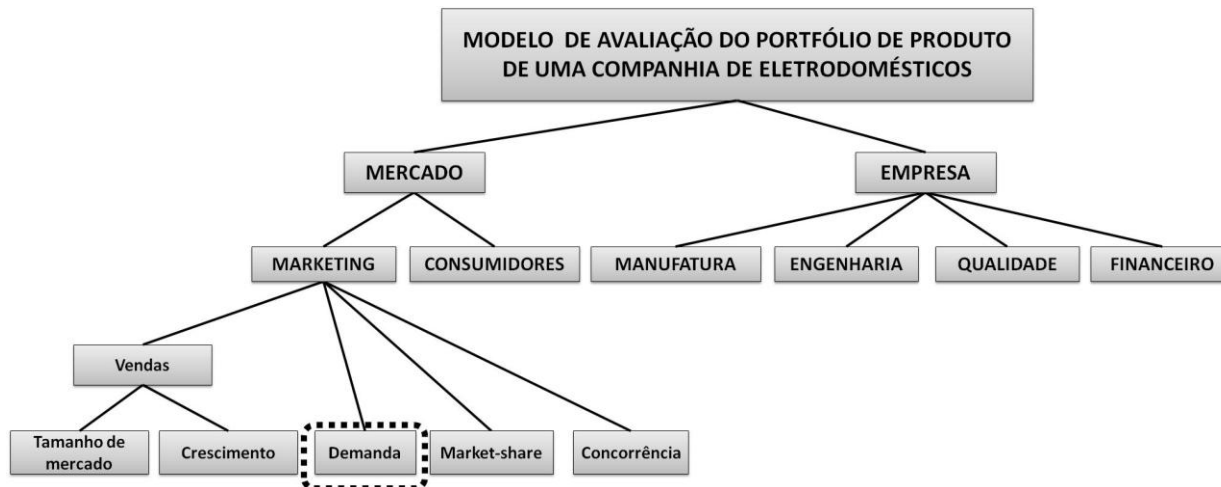 MODELO DE AVALIAÇÃO DO PORTFÓLIO DE PRODUTO
DE UMA COMPANHIA DE ELETRODOMÉSTICOS
MERCADO
EMPRESA
MARKETING
CONSUMIDORES
MANUFATURA
ENGENHARIA
QUALIDADE
FINANCEIRO
Vendas
Tamanho de
mercado
Crescimento
Demanda
Market-share
Concorrência